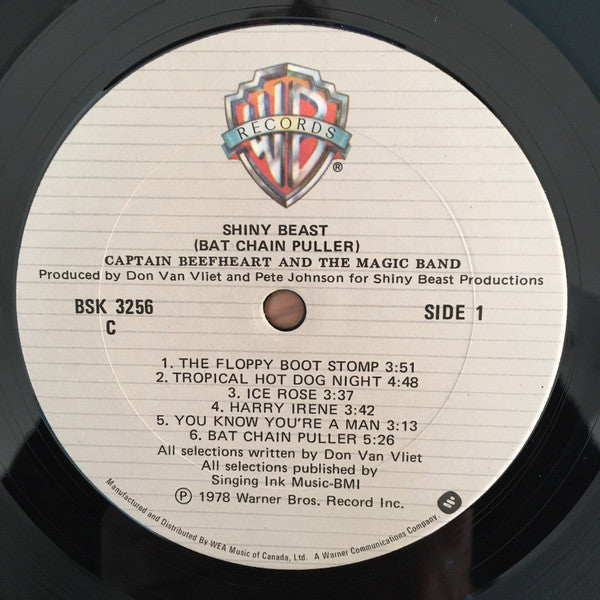 WB
RECORDS
®
SHINY BEAST
(BAT CHAIN PULLER)
CAPTAIN BEEFHEART AND THE MAGIC BAND
Produced by Don Van Vliet and Pete Johnson for Shiny Beast Productions
BSK 3256
C
SIDE 1
1. THE FLOPPY BOOT STOMP 3:51
2. TROPICAL HOT DOG NIGHT 4:48
3. ICE ROSE 3:37
4. HARRY IRENE 3:42
5. YOU KNOW YOU'RE A MAN 3:13
6. BAT CHAIN PULLER 5:26
All selections written by Don Van Vliet
All selections published by
Singing Ink Music-BMI
℗ 1978 Warner Bros. Record Inc.
Manufactured and Distributed By WEA Music of Canada, Ltd. A Warner Communications Company